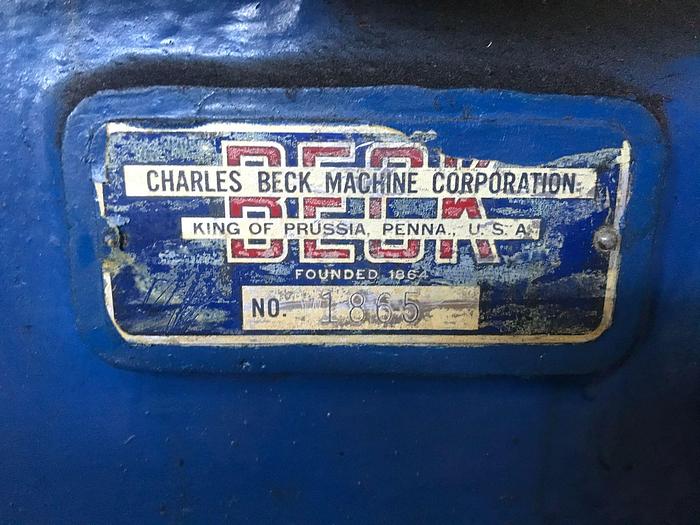 BECK
CHARLES BECK MACHINE CORPORATION
KING OF PRUSSIA, PENNA., U. S. A.
FOUNDED 1864
NO. 1865